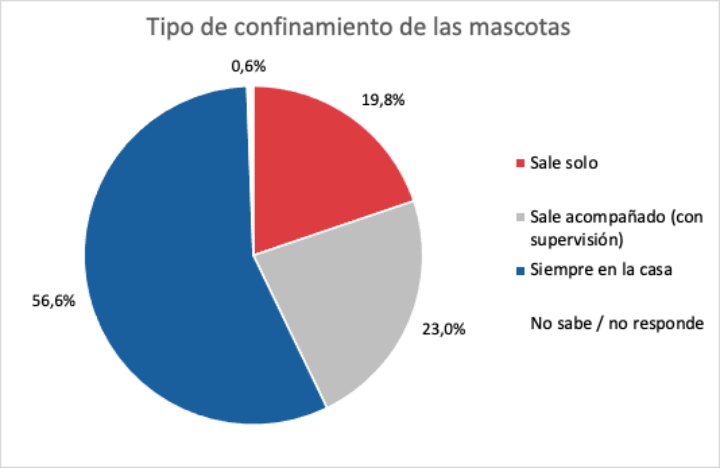 Tipo de confinamiento de las mascotas
0,6%
19,8%
56,6%
23,0%
Sale solo
Sale acompañado (con
supervisión)
Siempre en la casa
No sabe / no responde